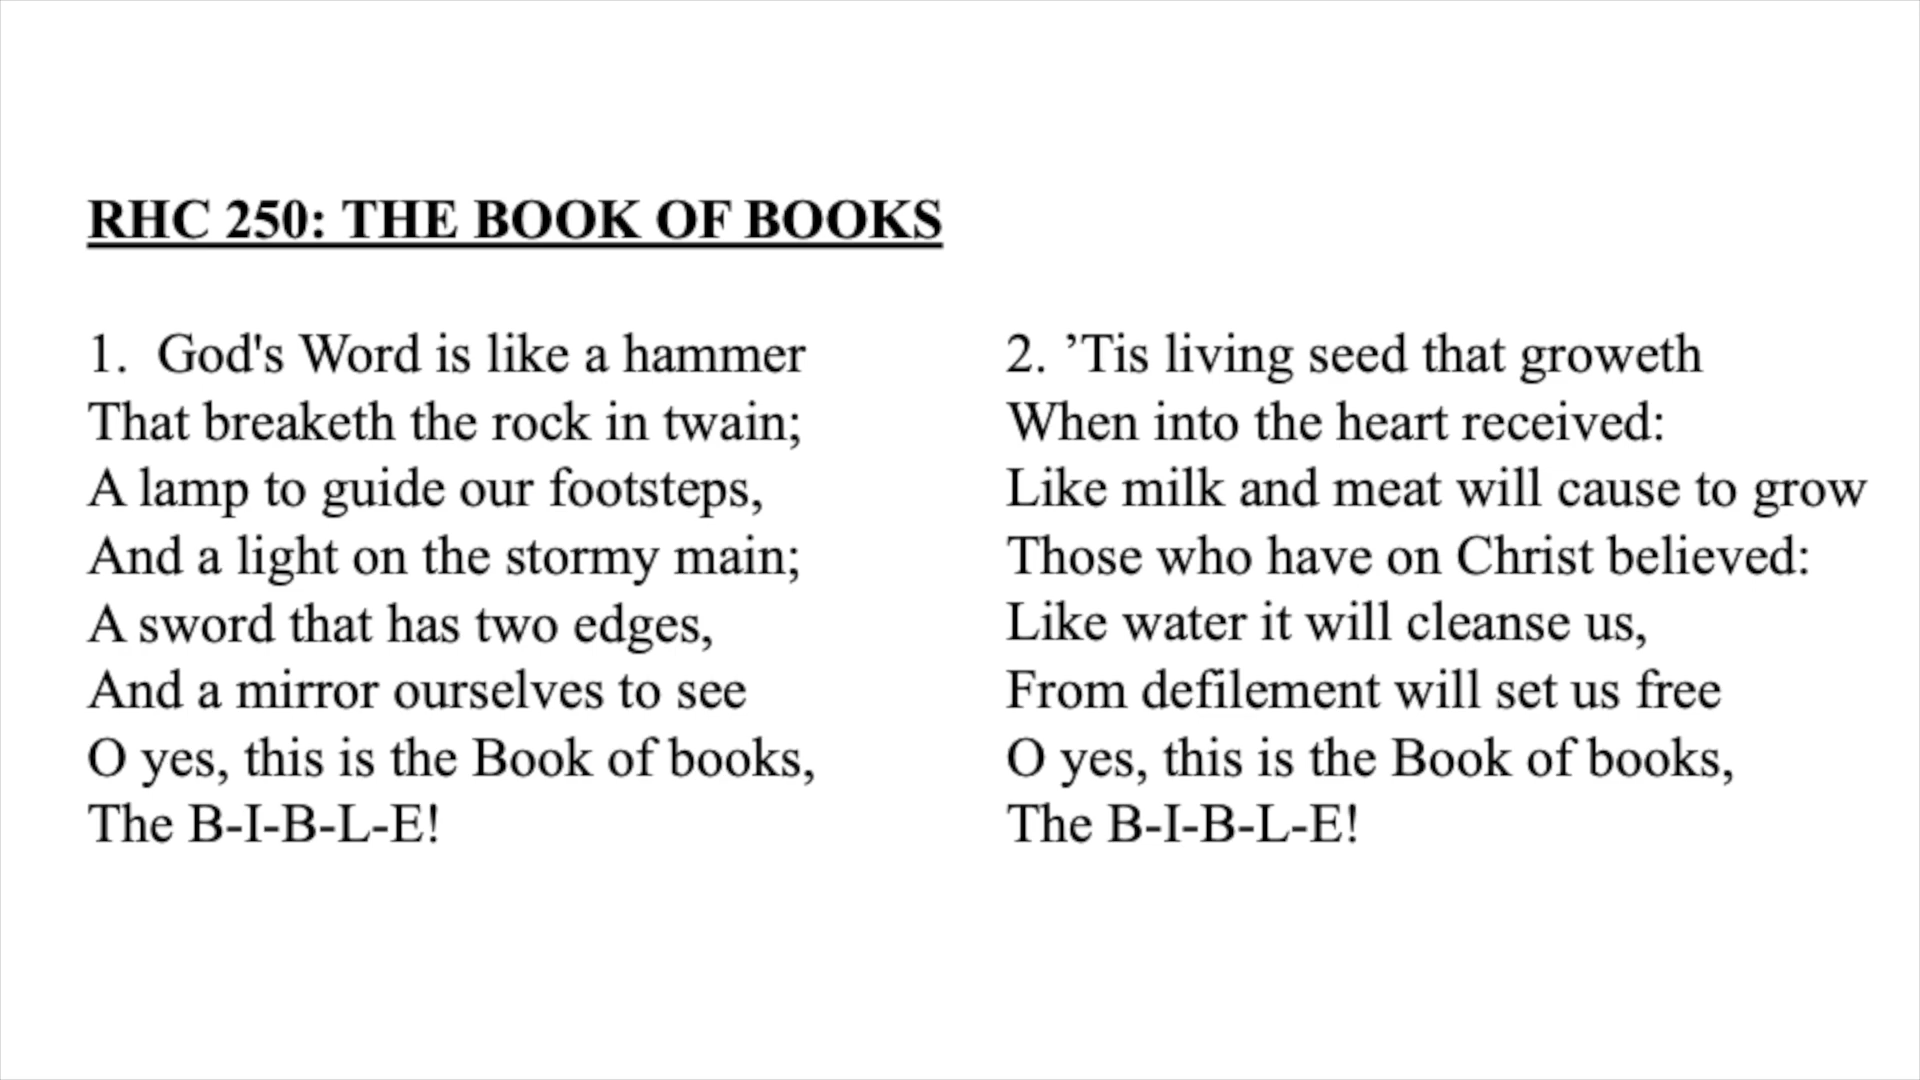 RHC 250: THE BOOK OF BOOKS
1. God's Word is like a hammer
That breaketh the rock in twain;
A lamp to guide our footsteps,
And a light on the stormy main;
A sword that has two edges,
And a mirror ourselves to see
O yes, this is the Book of books,
The B-I-B-L-E!
2. ’Tis living seed that groweth
When into the heart received:
Like milk and meat will cause to grow
Those who have on Christ believed:
Like water it will cleanse us,
From defilement will set us free
O yes, this is the Book of books,
The B-I-B-L-E!